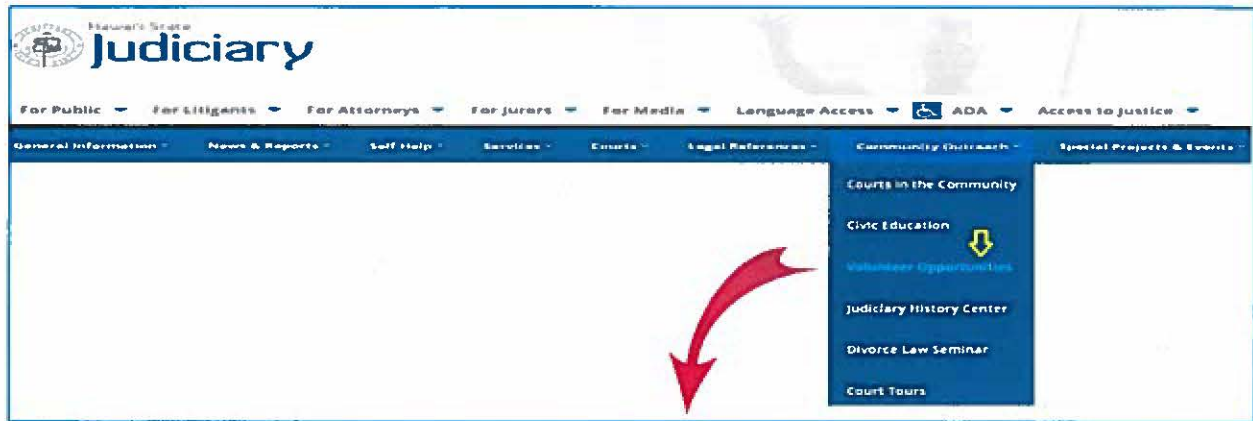 Hawai'i State
Judiciary
For Public For Litigants For Attorneys For Jurors For Media Language Access ADA Access to Justice
General Information News & Reports Self Help Services Courts Legal References Community Outreach Special Projects & Events
Courts in the Community
Civic Education
Volunteer Opportunities
Judiciary History Center
Divorce Law Seminar
Court Tours